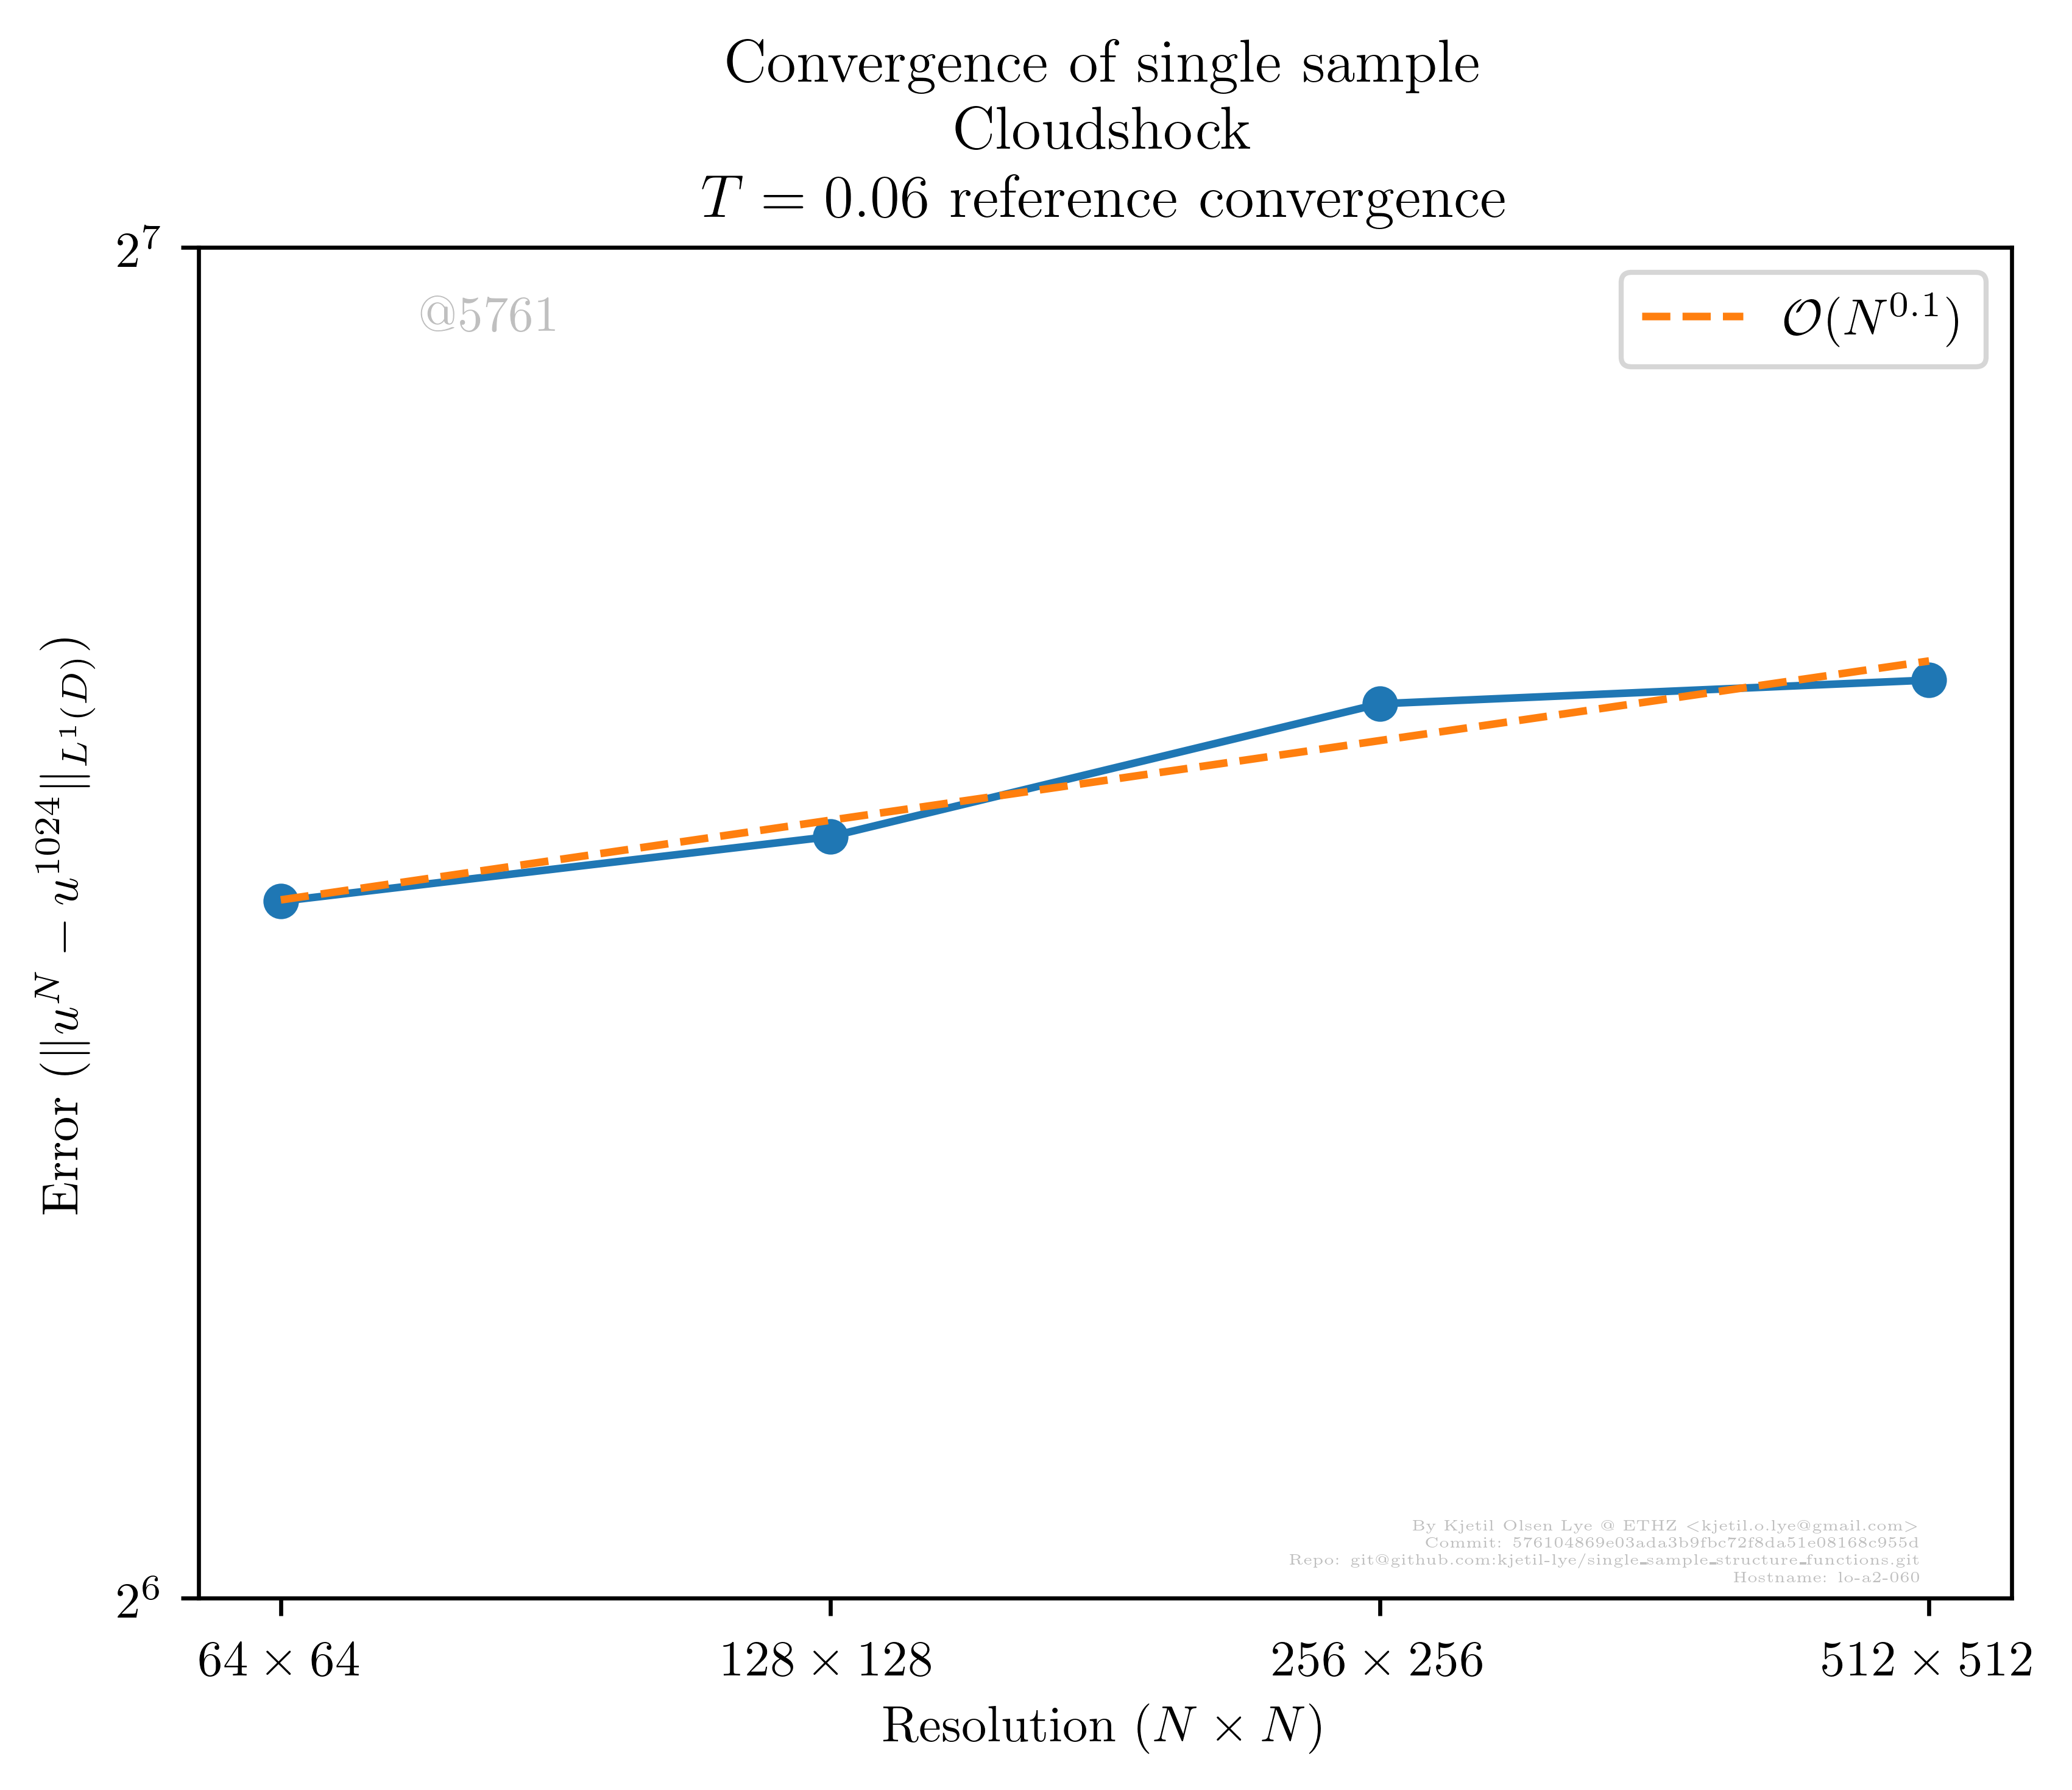 Convergence of single sample
Cloudshock
T = 0.06 reference convergence
2^7
@5761
O(N^{0.1})
Error (||u^N − u^{1024}||_{L^1(D)})
By Kjetil Olsen Lye @ ETHZ <kjetil.o.lye@gmail.com>
Commit: 576104869e03ada3b9fbc72f8da51e08168c955d
Repo: git@github.com:kjetil-lye/single_sample_structure_functions.git
Hostname: lo-a2-060
2^6
64 × 64 128 × 128 256 × 256 512 × 512
Resolution (N × N)